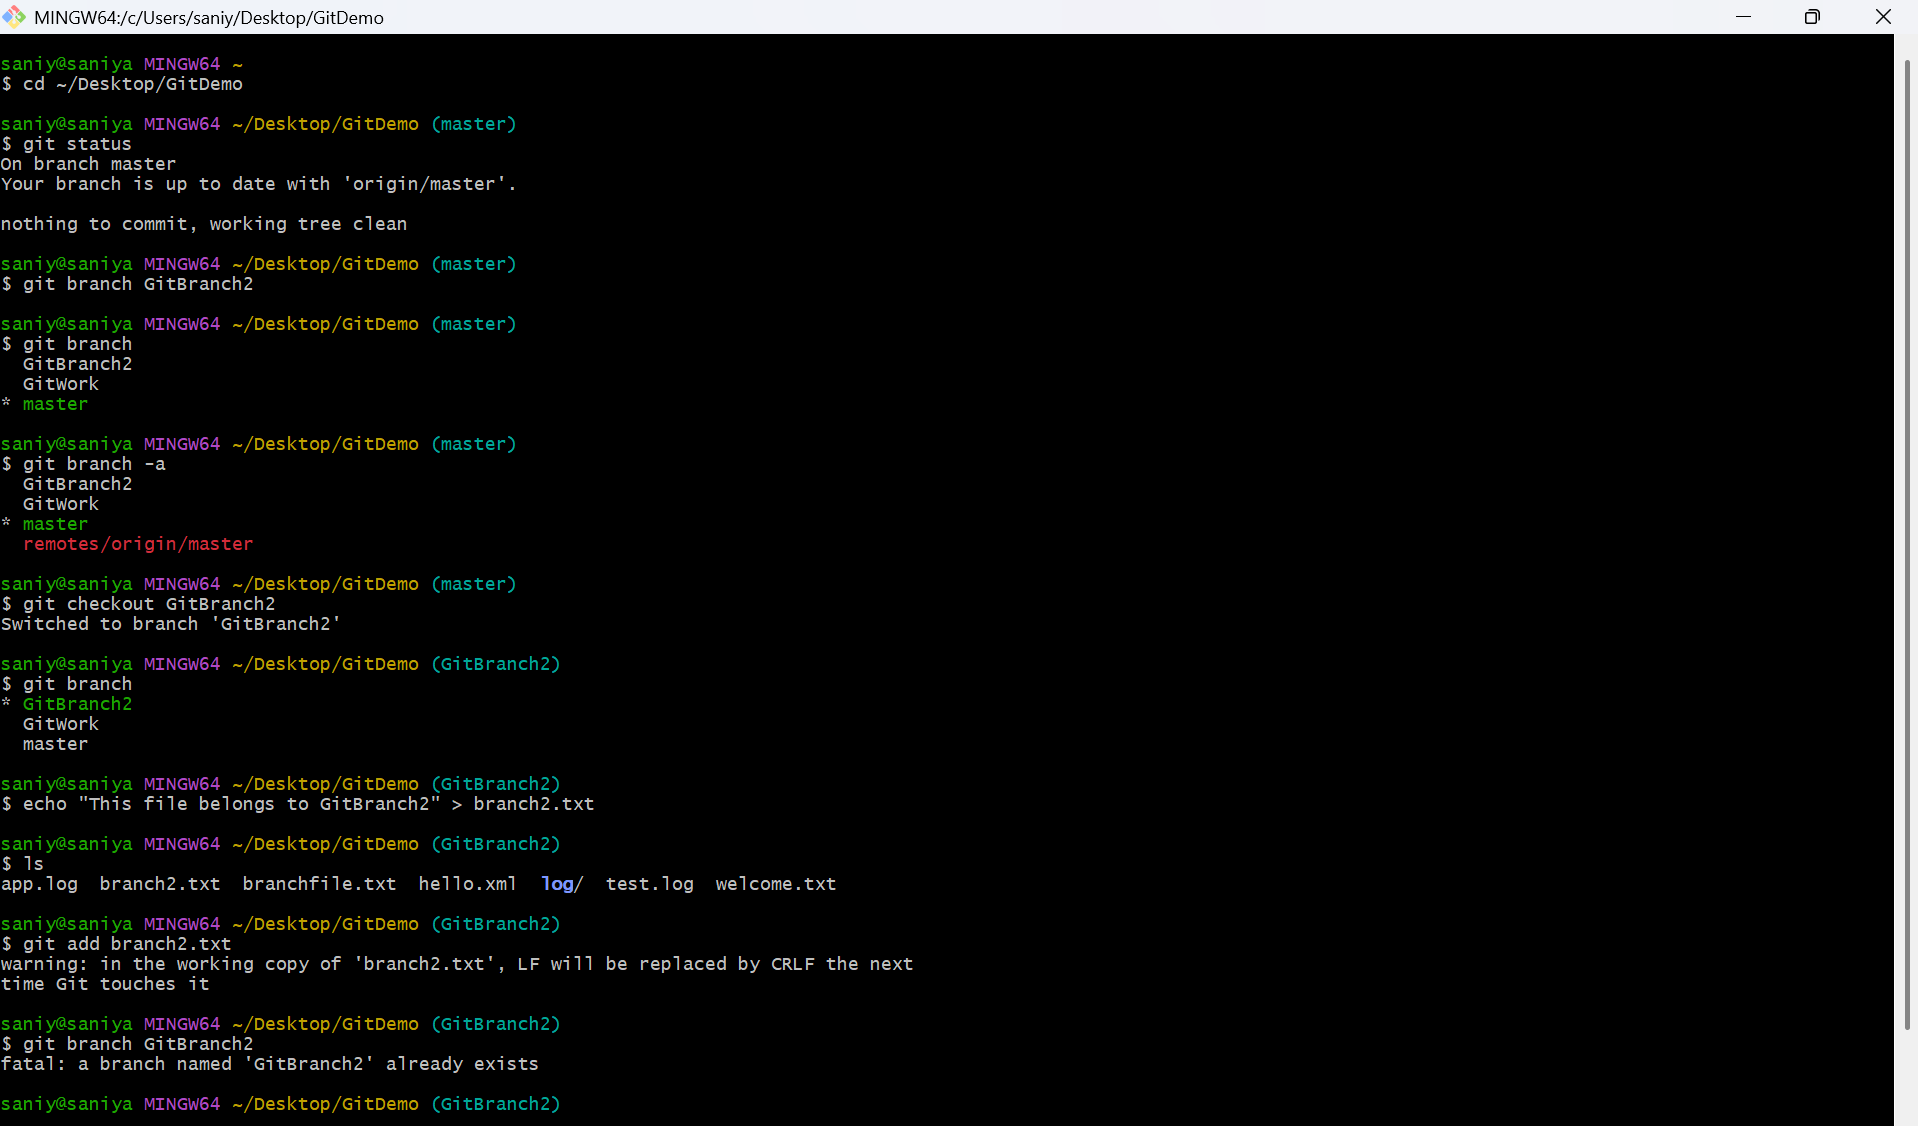 MINGW64:/c/Users/saniy/Desktop/GitDemo
saniy@saniya MINGW64 ~
$ cd ~/Desktop/GitDemo
saniy@saniya MINGW64 ~/Desktop/GitDemo (master)
$ git status
On branch master
Your branch is up to date with 'origin/master'.
nothing to commit, working tree clean
saniy@saniya MINGW64 ~/Desktop/GitDemo (master)
$ git branch GitBranch2
saniy@saniya MINGW64 ~/Desktop/GitDemo (master)
$ git branch
  GitBranch2
  GitWork
* master
saniy@saniya MINGW64 ~/Desktop/GitDemo (master)
$ git branch -a
  GitBranch2
  GitWork
* master
  remotes/origin/master
saniy@saniya MINGW64 ~/Desktop/GitDemo (master)
$ git checkout GitBranch2
Switched to branch 'GitBranch2'
saniy@saniya MINGW64 ~/Desktop/GitDemo (GitBranch2)
$ git branch
* GitBranch2
  GitWork
  master
saniy@saniya MINGW64 ~/Desktop/GitDemo (GitBranch2)
$ echo "This file belongs to GitBranch2" > branch2.txt
saniy@saniya MINGW64 ~/Desktop/GitDemo (GitBranch2)
$ ls
app.log  branch2.txt  branchfile.txt  hello.xml  log/  test.log  welcome.txt
saniy@saniya MINGW64 ~/Desktop/GitDemo (GitBranch2)
$ git add branch2.txt
warning: in the working copy of 'branch2.txt', LF will be replaced by CRLF the next
time Git touches it
saniy@saniya MINGW64 ~/Desktop/GitDemo (GitBranch2)
$ git branch GitBranch2
fatal: a branch named 'GitBranch2' already exists
saniy@saniya MINGW64 ~/Desktop/GitDemo (GitBranch2)